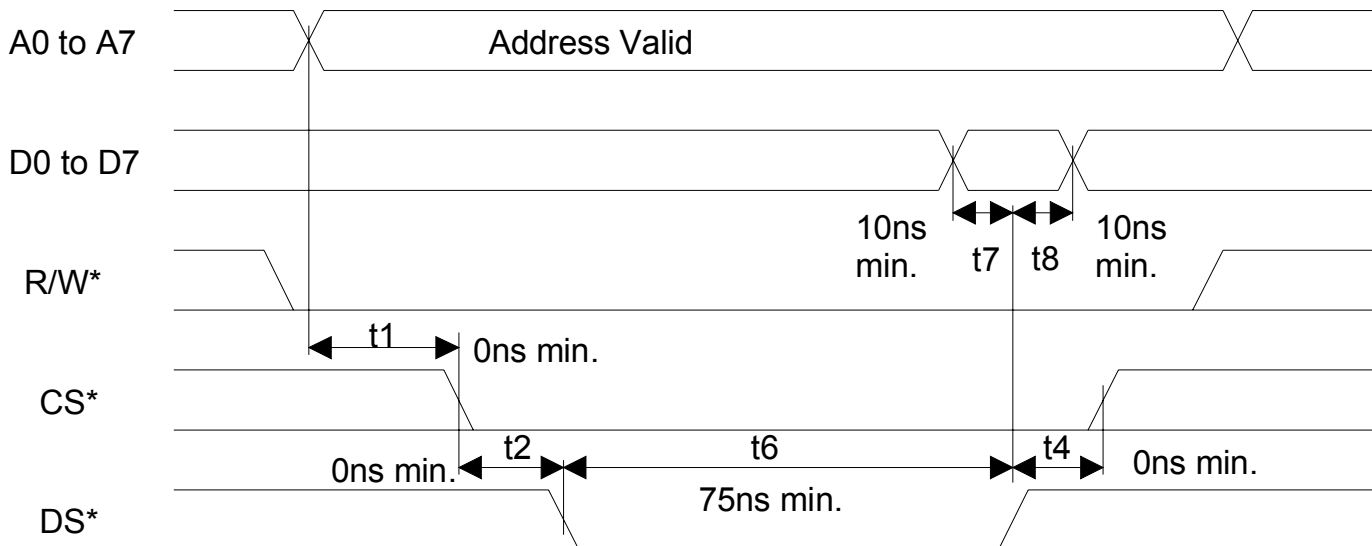 A0 to A7
Address Valid
D0 to D7
10ns
min.
t7
t8
10ns
min.
R/W*
t1
0ns min.
CS*
0ns min.
t2
t6
75ns min.
t4
0ns min.
DS*